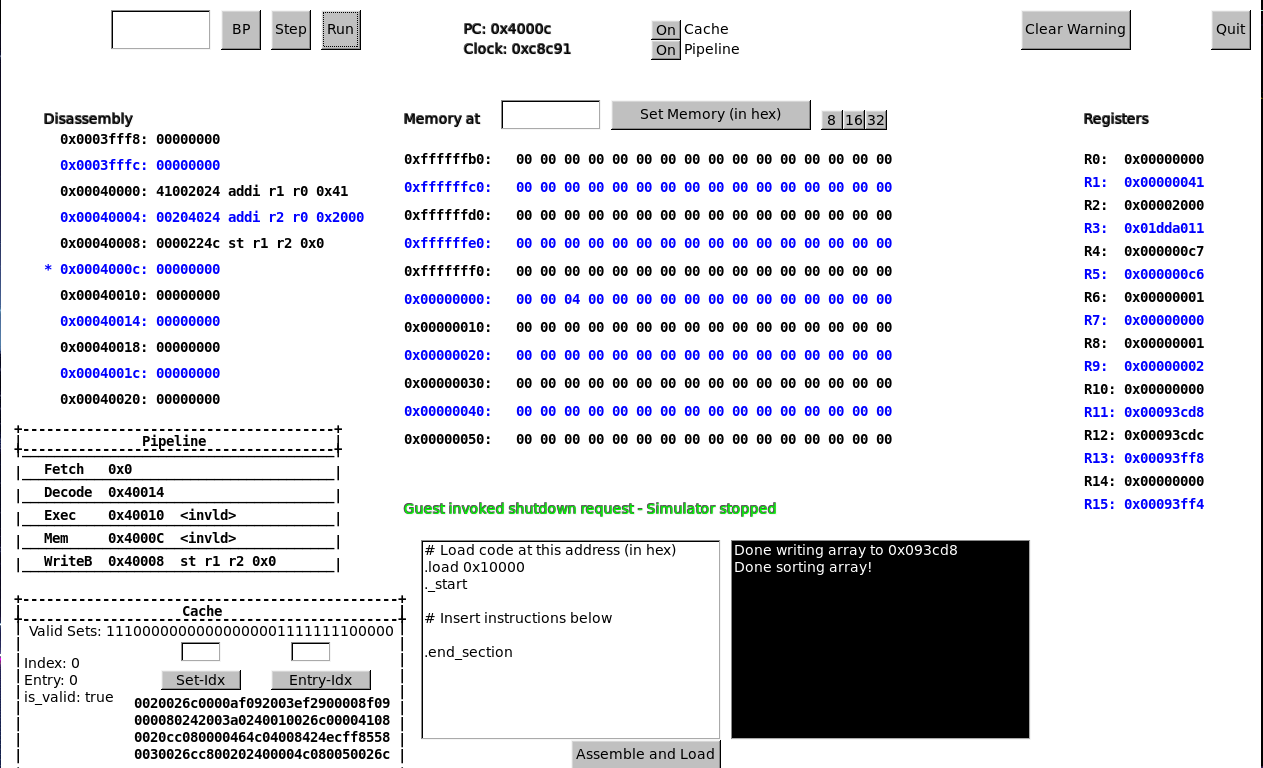 BP Step Run PC: 0x4000c On Cache Clear Warning Quit
Clock: 0xc8c91 On Pipeline
Disassembly
0x0003fff8: 00000000
0x0003fffc: 00000000
0x00040000: 41002024 addi r1 r0 0x41
0x00040004: 00204024 addi r2 r0 0x2000
0x00040008: 0000224c st r1 r2 0x0
* 0x0004000c: 00000000
0x00040010: 00000000
0x00040014: 00000000
0x00040018: 00000000
0x0004001c: 00000000
0x00040020: 00000000
Pipeline
Fetch 0x0
Decode 0x40014
Exec 0x40010 <invld>
Mem 0x4000C <invld>
WriteB 0x40008 st r1 r2 0x0
Cache
Valid Sets: 11100000000000000001111111100000
Index: 0
Entry: 0
is_valid: true
Set-Idx Entry-Idx
0020026c0000af092003ef2900008f09
000080242003a0240010026c00004108
0020cc080000464c04008424ecff8558
0030026cc800202400004c080050026c
Memory at Set Memory (in hex) 8 16 32
0xffffffb0: 00 00 00 00 00 00 00 00 00 00 00 00 00 00 00 00
0xffffffc0: 00 00 00 00 00 00 00 00 00 00 00 00 00 00 00 00
0xffffffd0: 00 00 00 00 00 00 00 00 00 00 00 00 00 00 00 00
0xffffffe0: 00 00 00 00 00 00 00 00 00 00 00 00 00 00 00 00
0xfffffff0: 00 00 00 00 00 00 00 00 00 00 00 00 00 00 00 00
0x00000000: 00 00 04 00 00 00 00 00 00 00 00 00 00 00 00 00
0x00000010: 00 00 00 00 00 00 00 00 00 00 00 00 00 00 00 00
0x00000020: 00 00 00 00 00 00 00 00 00 00 00 00 00 00 00 00
0x00000030: 00 00 00 00 00 00 00 00 00 00 00 00 00 00 00 00
0x00000040: 00 00 00 00 00 00 00 00 00 00 00 00 00 00 00 00
0x00000050: 00 00 00 00 00 00 00 00 00 00 00 00 00 00 00 00
Guest invoked shutdown request - Simulator stopped
# Load code at this address (in hex)
.load 0x10000
._start
# Insert instructions below
.end_section
Assemble and Load
Done writing array to 0x093cd8
Done sorting array!
Registers
R0: 0x00000000
R1: 0x00000041
R2: 0x00002000
R3: 0x01dda011
R4: 0x000000c7
R5: 0x000000c6
R6: 0x00000001
R7: 0x00000000
R8: 0x00000001
R9: 0x00000002
R10: 0x00000000
R11: 0x00093cd8
R12: 0x00093cdc
R13: 0x00093ff8
R14: 0x00000000
R15: 0x00093ff4